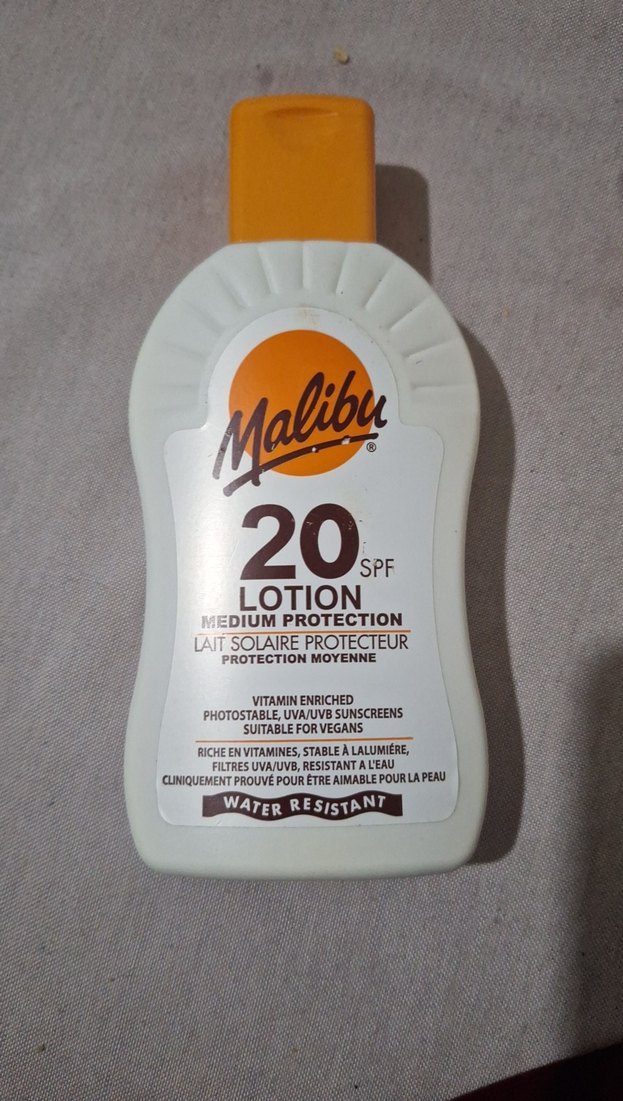 Malibu®
20 SPF
LOTION
MEDIUM PROTECTION
LAIT SOLAIRE PROTECTEUR
PROTECTION MOYENNE
VITAMIN ENRICHED
PHOTOSTABLE, UVA/UVB SUNSCREENS
SUITABLE FOR VEGANS
RICHE EN VITAMINES, STABLE À LALUMIÉRE,
FILTRES UVA/UVB, RESISTANT A L'EAU
CLINIQUEMENT PROUVÉ POUR ÊTRE AIMABLE POUR LA PEAU
WATER RESISTANT